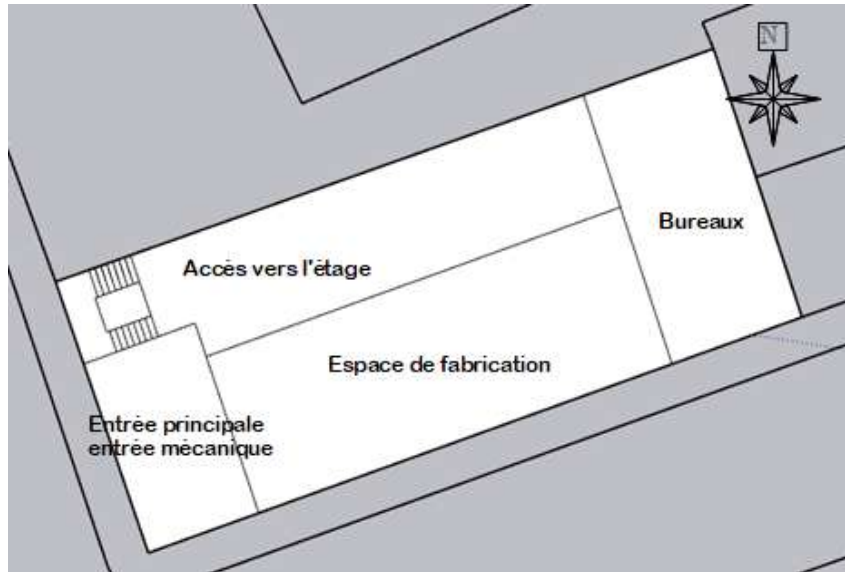 N
Bureaux
Accès vers l'étage
Espace de fabrication
Entrée principale
entrée mécanique